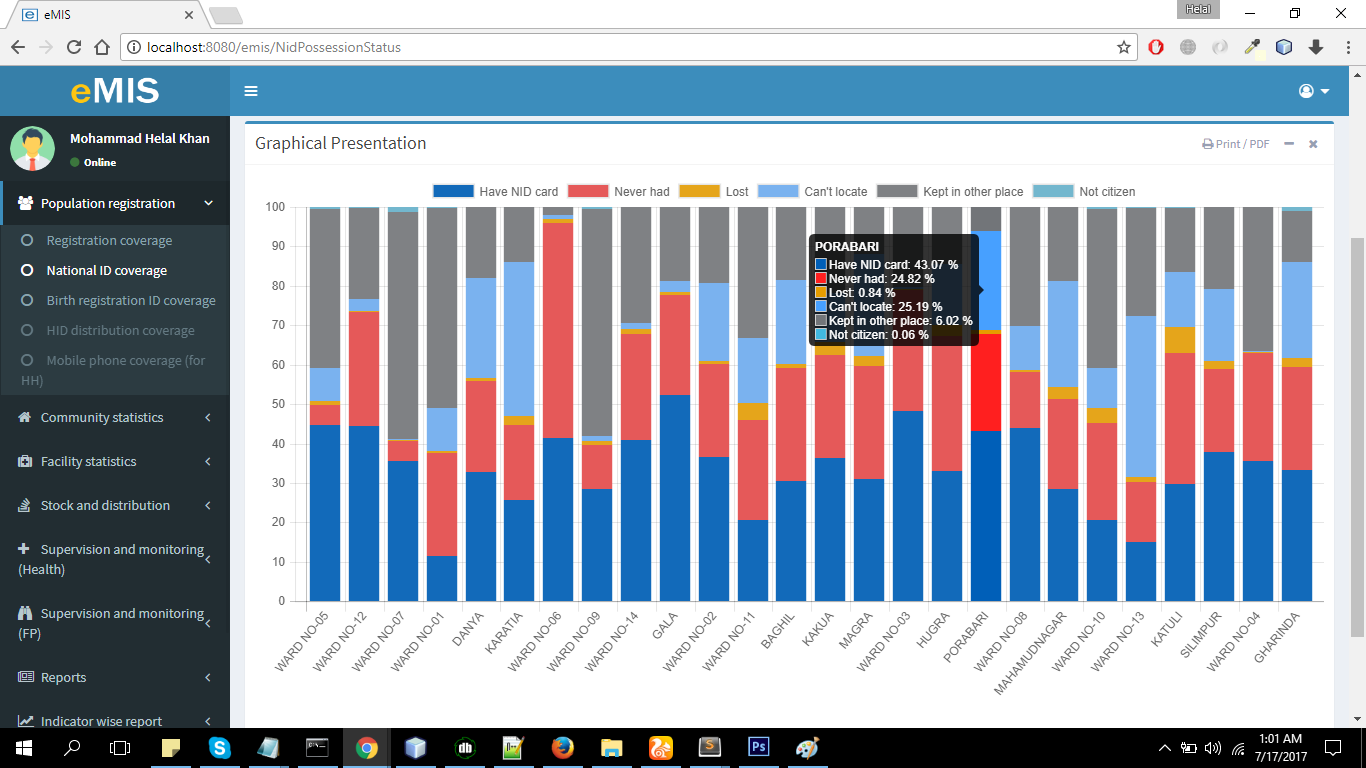 eMIS
Helal
localhost:8080/emis/NidPossessionStatus
eMIS
Mohammad Helal Khan
Online
Population registration
Registration coverage
National ID coverage
Birth registration ID coverage
HID distribution coverage
Mobile phone coverage (for
HH)
Community statistics
Facility statistics
Stock and distribution
Supervision and monitoring
(Health)
Supervision and monitoring
(FP)
Reports
Indicator wise report
Graphical Presentation
Print / PDF
Have NID card Never had Lost Can't locate Kept in other place Not citizen
100
90
80
70
60
50
40
30
20
10
0
PORABARI
Have NID card: 43.07 %
Never had: 24.82 %
Lost: 0.84 %
Can't locate: 25.19 %
Kept in other place: 6.02 %
Not citizen: 0.06 %
WARD NO-05
WARD NO-12
WARD NO-07
WARD NO-01
DANYA
KARATIA
WARD NO-06
WARD NO-09
WARD NO-14
GALA
WARD NO-02
WARD NO-11
BAGHIL
KAKUA
MAGRA
WARD NO-03
HUGRA
PORABARI
WARD NO-08
MAHAMUDNAGAR
WARD NO-10
WARD NO-13
KATULI
SILIMPUR
WARD NO-04
GHARINDA
db
Ps
1:01 AM
7/17/2017